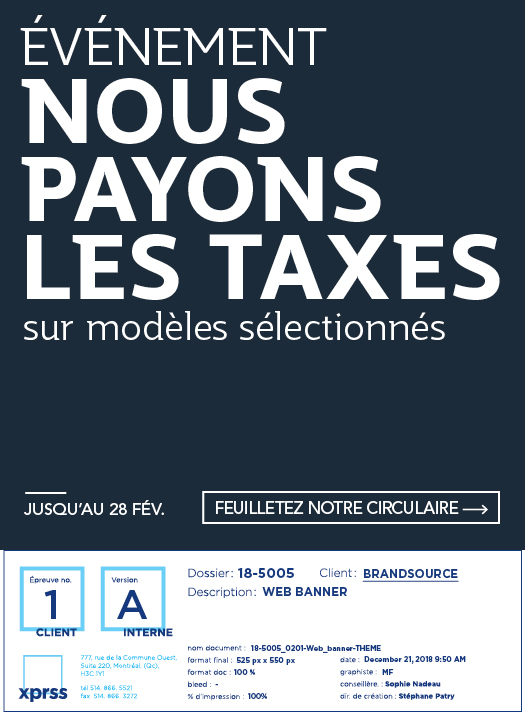 ÉVÉNEMENT
NOUS
PAYONS
LES TAXES
sur modèles sélectionnés
JUSQU'AU 28 FÉV.
FEUILLETEZ NOTRE CIRCULAIRE →
Épreuve no.
1
CLIENT
Version
A
INTERNE
Dossier: 18-5005 Client: BRANDSOURCE
Description: WEB BANNER
xprss
777, rue de la Commune Ouest,
Suite 220, Montréal, (Qc),
H3C 1Y1
tél 514. 866. 5521
fax 514. 866. 3272
nom document : 18-5005_0201-Web_banner-THEME
format final : 525 px x 550 px
format doc : 100 %
bleed : -
% d'impression : 100%
date : December 21, 2018 9:50 AM
graphiste : MF
conseillère. : Sophie Nadeau
dir. de création : Stéphane Patry